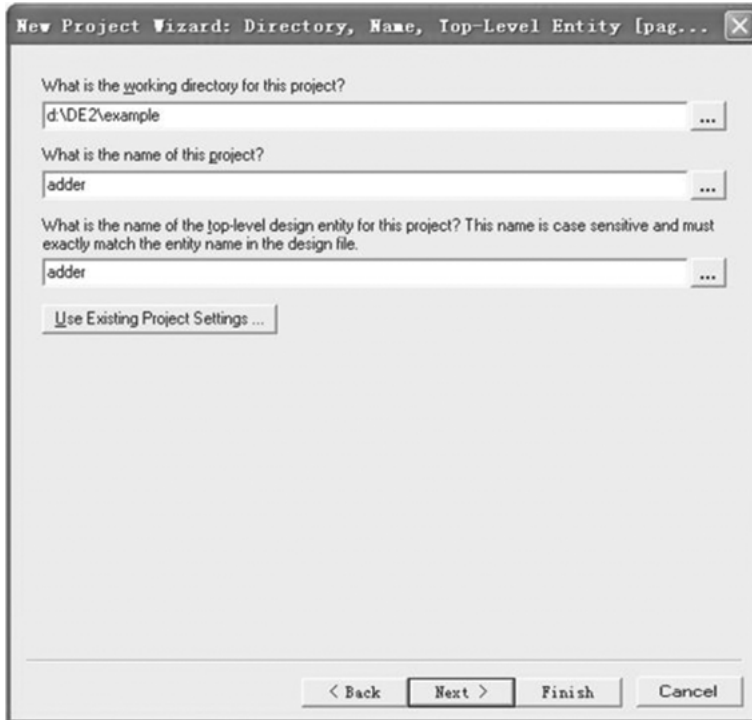 New Project Wizard: Directory, Name, Top-Level Entity [pag...
What is the working directory for this project?
d:\DE2\example
...
What is the name of this project?
adder
...
What is the name of the top-level design entity for this project? This name is case sensitive and must
exactly match the entity name in the design file.
adder
...
Use Existing Project Settings ...
< Back
Next >
Finish
Cancel